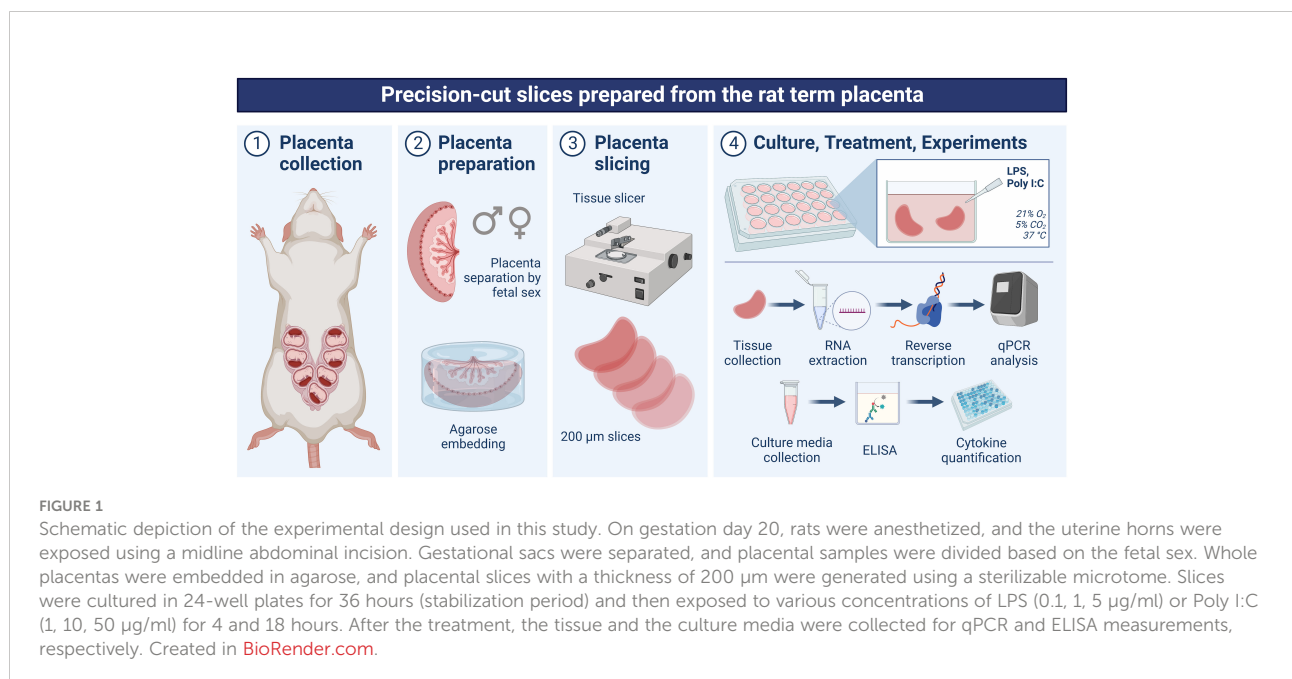 Precision-cut slices prepared from the rat term placenta
1 Placenta
collection
2 Placenta
preparation
Placenta
separation by
fetal sex
Agarose
embedding
3 Placenta
slicing
Tissue slicer
200 µm slices
4 Culture, Treatment, Experiments
LPS,
Poly I:C
21% O₂
5% CO₂
37 °C
Tissue
collection
RNA
extraction
Reverse
transcription
qPCR
analysis
Culture media
collection
ELISA
Cytokine
quantification
FIGURE 1
Schematic depiction of the experimental design used in this study. On gestation day 20, rats were anesthetized, and the uterine horns were
exposed using a midline abdominal incision. Gestational sacs were separated, and placental samples were divided based on the fetal sex. Whole
placentas were embedded in agarose, and placental slices with a thickness of 200 µm were generated using a sterilizable microtome. Slices
were cultured in 24-well plates for 36 hours (stabilization period) and then exposed to various concentrations of LPS (0.1, 1, 5 µg/ml) or Poly I:C
(1, 10, 50 µg/ml) for 4 and 18 hours. After the treatment, the tissue and the culture media were collected for qPCR and ELISA measurements,
respectively. Created in BioRender.com.